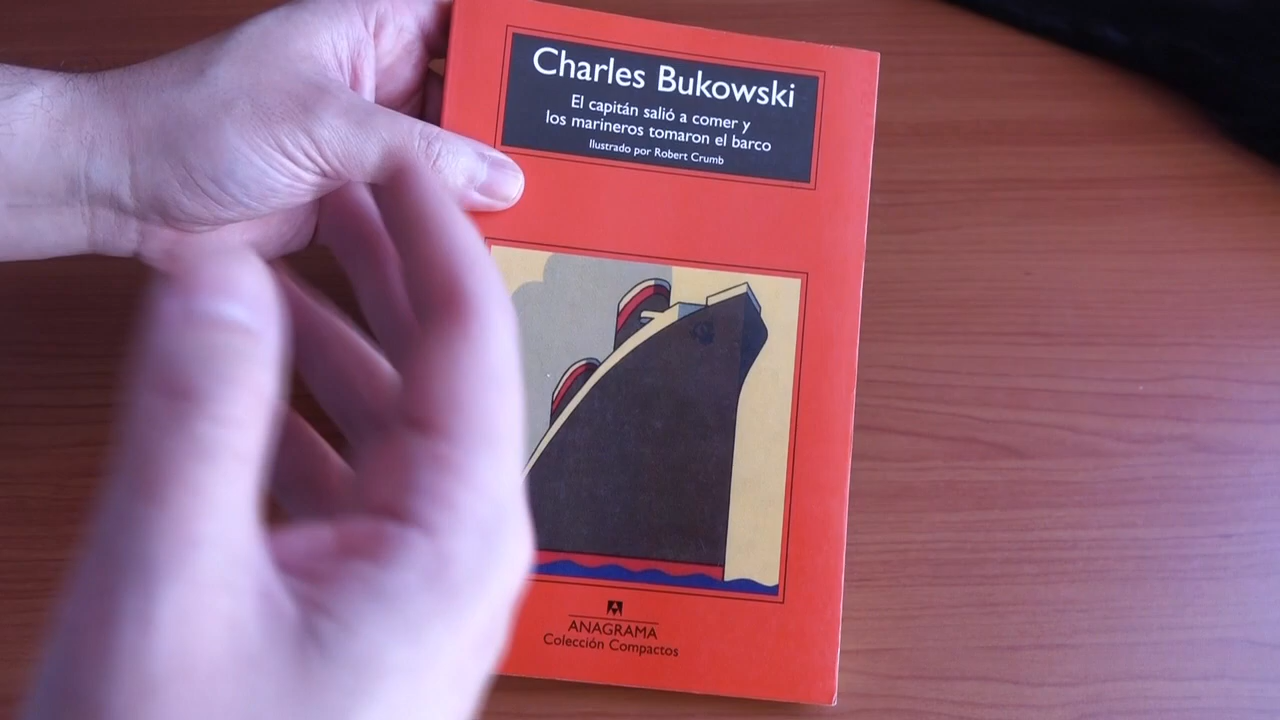 Charles Bukowski
El capitán salió a comer y
los marineros tomaron el barco
Ilustrado por Robert Crumb
ANAGRAMA
Colección Compactos